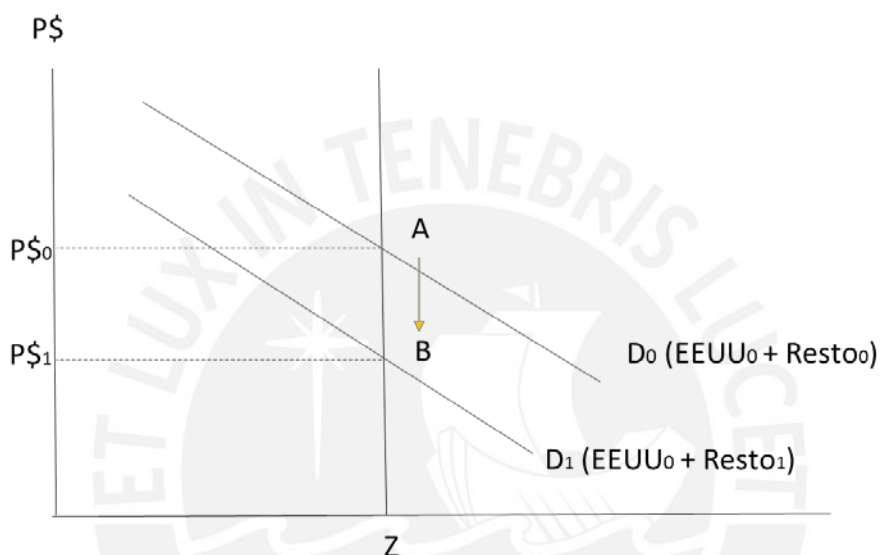 P$
A
P$0
B
P$1
D0 (EEUU0 + Resto0)
D1 (EEUU0 + Resto1)
Z
ET LUX IN TENEBRIS LUCET